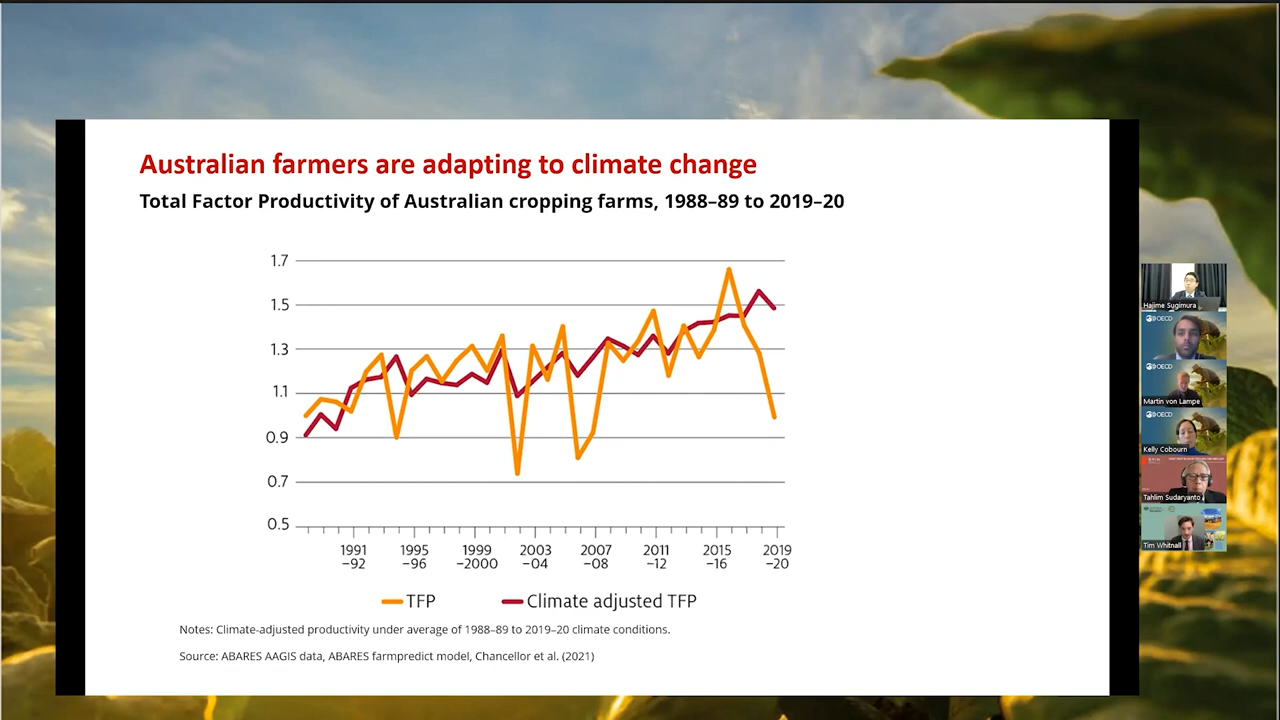 Australian farmers are adapting to climate change
Total Factor Productivity of Australian cropping farms, 1988–89 to 2019–20
1.7
1.5
1.3
1.1
0.9
0.7
0.5
1991 1995 1999 2003 2007 2011 2015 2019
–92 –96 –2000 –04 –08 –12 –16 –20
TFP Climate adjusted TFP
Notes: Climate-adjusted productivity under average of 1988–89 to 2019–20 climate conditions.
Source: ABARES AAGIS data, ABARES farmpredict model, Chancellor et al. (2021)
Hajime Sugimura
OECD
OECD
Martin von Lampe
OECD
Kelly Cobourn
Tahlim Sudaryanto
Tim Whitnall